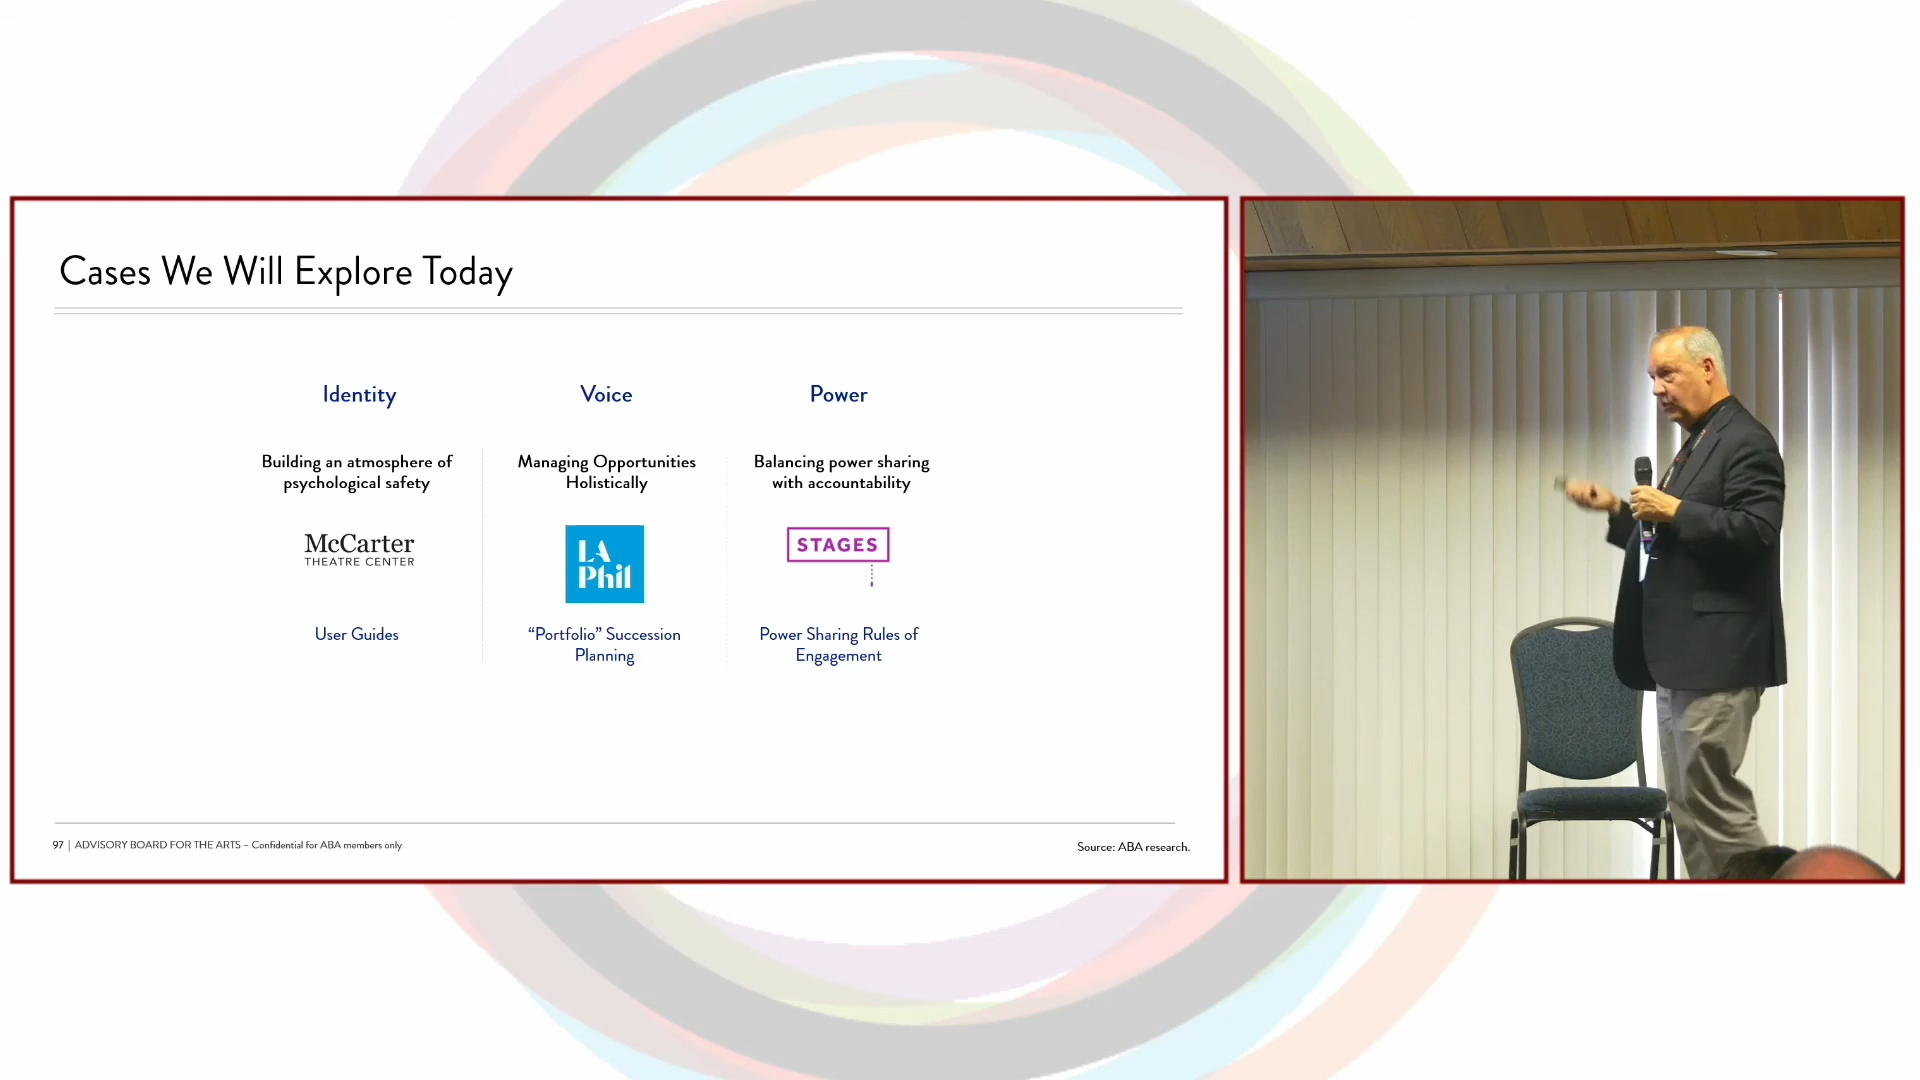 Cases We Will Explore Today
Identity
Building an atmosphere of
psychological safety
McCarter
THEATRE CENTER
User Guides
Voice
Managing Opportunities
Holistically
LA
Phil
“Portfolio” Succession
Planning
Power
Balancing power sharing
with accountability
STAGES
Power Sharing Rules of
Engagement
97 | ADVISORY BOARD FOR THE ARTS – Confidential for ABA members only
Source: ABA research.